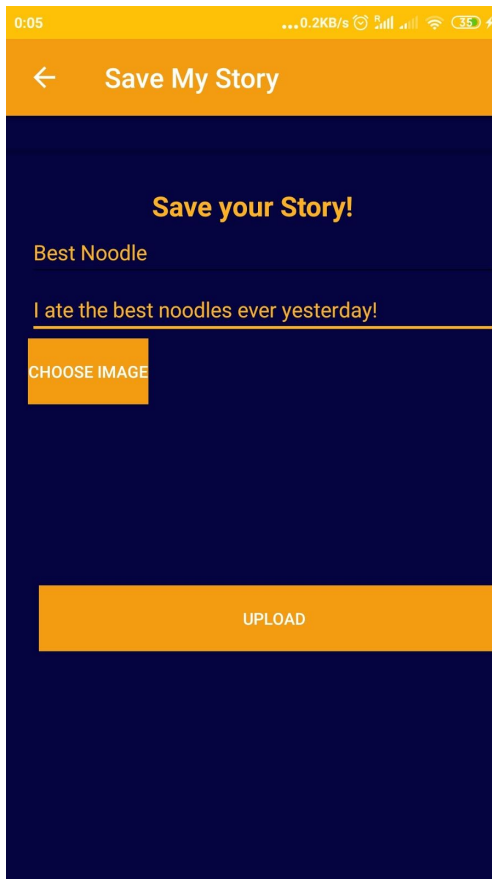 0:05 ...0.2KB/s R 35
Save My Story
Save your Story!
Best Noodle
I ate the best noodles ever yesterday!
CHOOSE IMAGE
UPLOAD